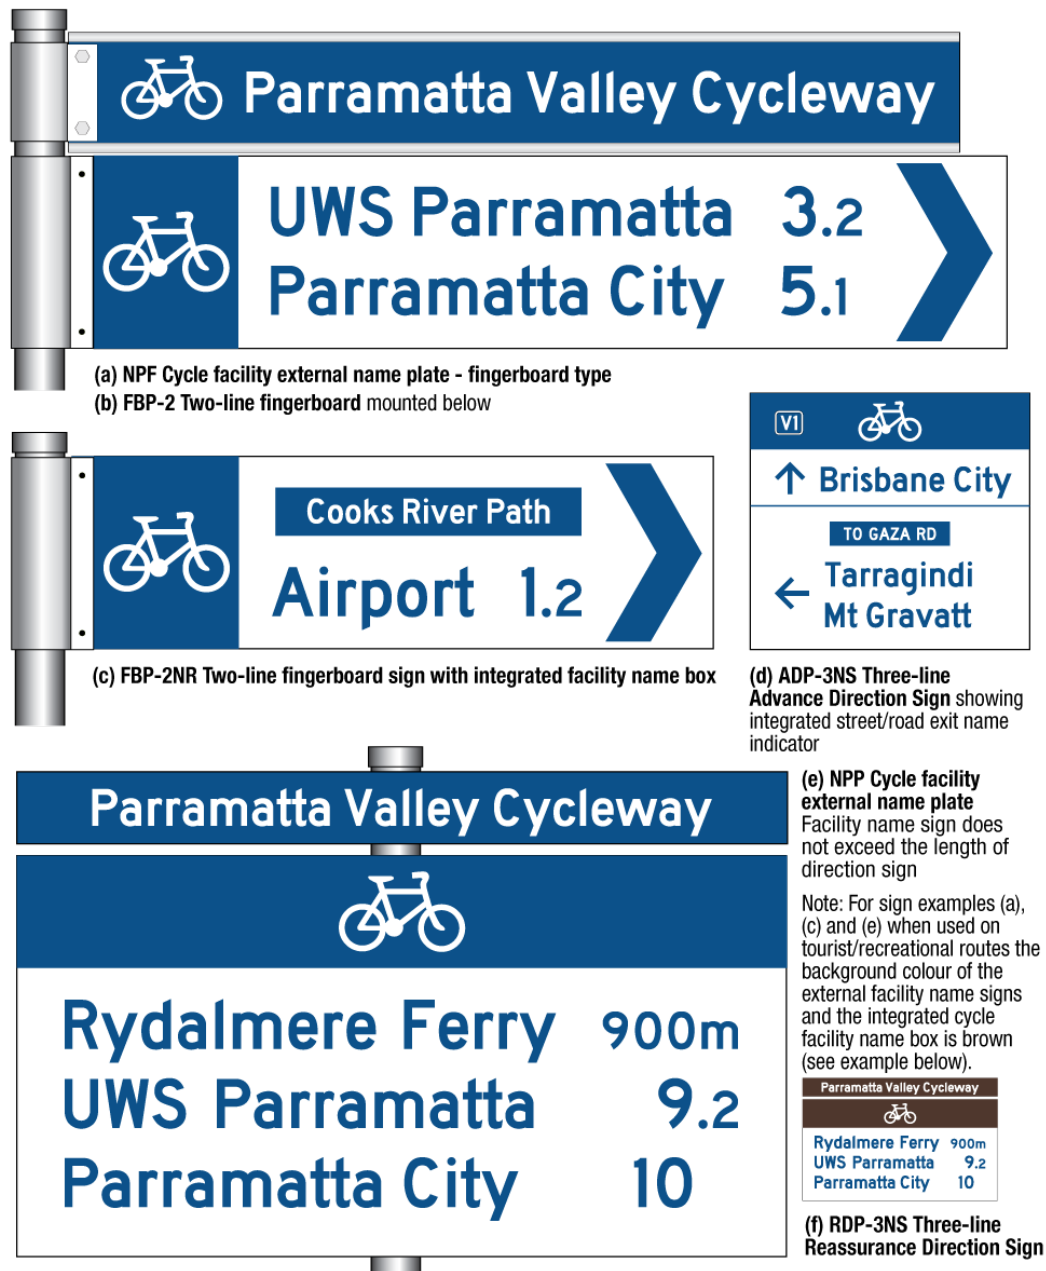 Parramatta Valley Cycleway
UWS Parramatta 3.2
Parramatta City 5.1
(a) NPF Cycle facility external name plate - fingerboard type
(b) FBP-2 Two-line fingerboard mounted below
Cooks River Path
Airport 1.2
(c) FBP-2NR Two-line fingerboard sign with integrated facility name box
V1
Brisbane City
TO GAZA RD
Tarragindi
Mt Gravatt
(d) ADP-3NS Three-line
Advance Direction Sign showing
integrated street/road exit name
indicator
Parramatta Valley Cycleway
Rydalmere Ferry 900m
UWS Parramatta 9.2
Parramatta City 10
(e) NPP Cycle facility
external name plate
Facility name sign does
not exceed the length of
direction sign
Note: For sign examples (a),
(c) and (e) when used on
tourist/recreational routes the
background colour of the
external facility name signs
and the integrated cycle
facility name box is brown
(see example below).
Parramatta Valley Cycleway
Rydalmere Ferry 900m
UWS Parramatta 9.2
Parramatta City 10
(f) RDP-3NS Three-line
Reassurance Direction Sign